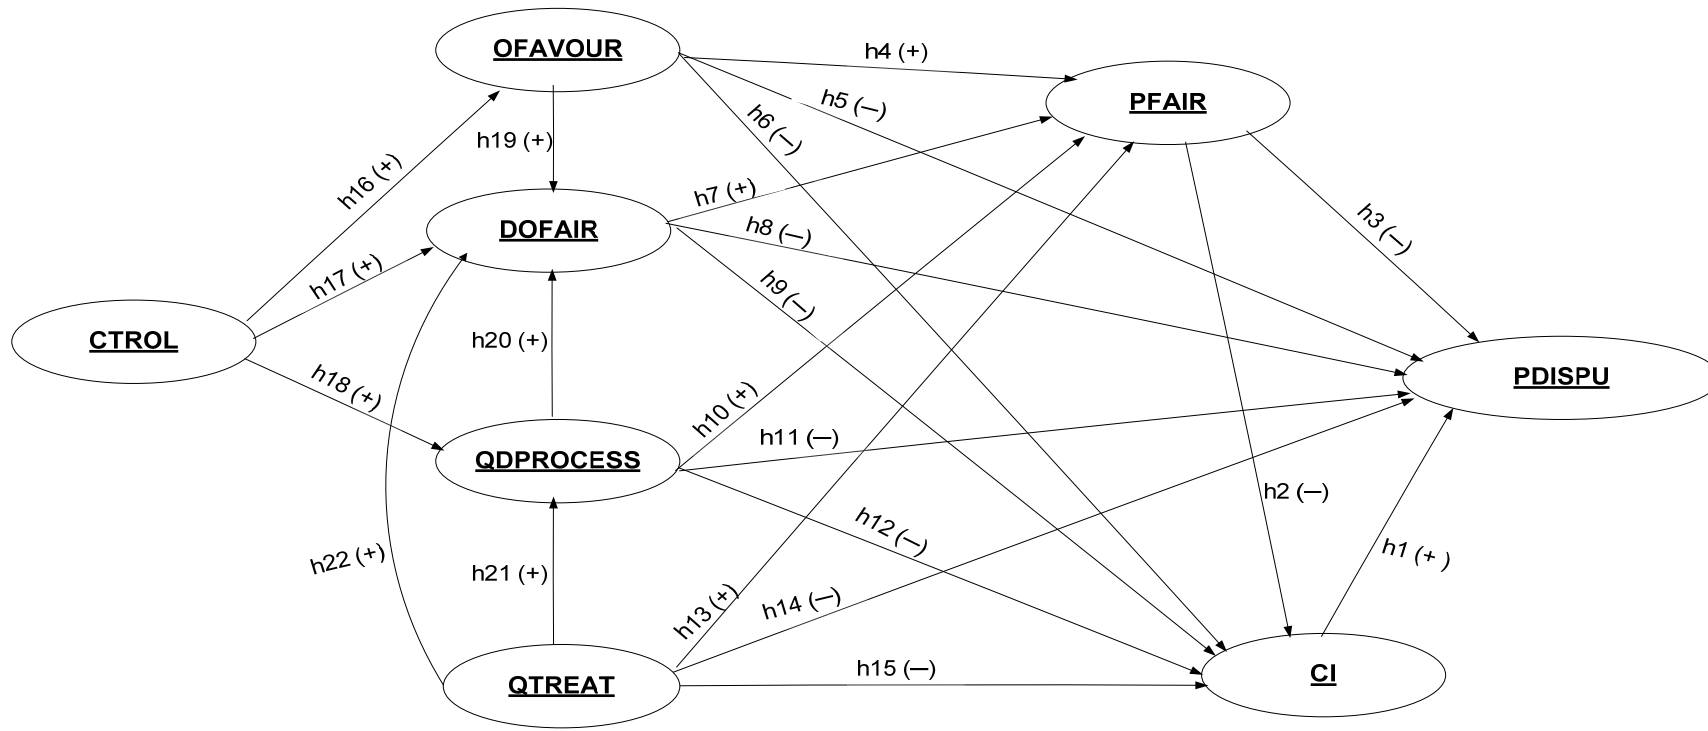 OFAVOUR
h4 (+)
PFAIR
h5 (—)
h6 (—)
h19 (+)
h16 (+)
h7 (+)
h3 (—)
DOFAIR
h8 (—)
h17 (+)
h9 (—)
CTROL
h20 (+)
PDISPU
h18 (+)
h10 (+)
h11 (—)
QDPROCESS
h2 (—)
h12 (—)
h1 (+ )
h22 (+)
h21 (+)
h13 (+)
h14 (—)
h15 (—)
QTREAT
CI